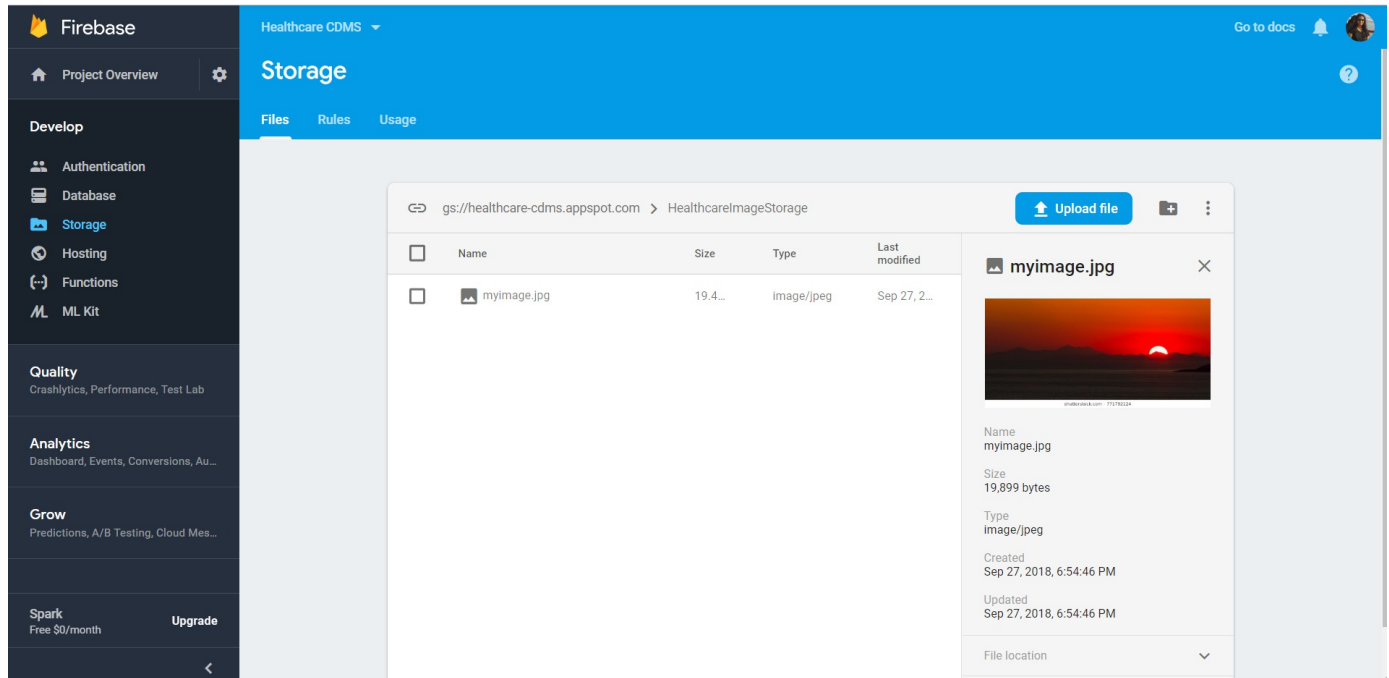 Firebase
Project Overview
Develop
Authentication
Database
Storage
Hosting
Functions
ML Kit
Quality
Crashlytics, Performance, Test Lab
Analytics
Dashboard, Events, Conversions, Au...
Grow
Predictions, A/B Testing, Cloud Mes...
Spark
Free $0/month
Upgrade
Healthcare CDMS
Go to docs
Storage
Files Rules Usage
gs://healthcare-cdms.appspot.com > HealthcareImageStorage
Upload file
Name Size Type Last modified
myimage.jpg 19.4... image/jpeg Sep 27, 2...
myimage.jpg
shutterstock.com · 771782124
Name
myimage.jpg
Size
19,899 bytes
Type
image/jpeg
Created
Sep 27, 2018, 6:54:46 PM
Updated
Sep 27, 2018, 6:54:46 PM
File location